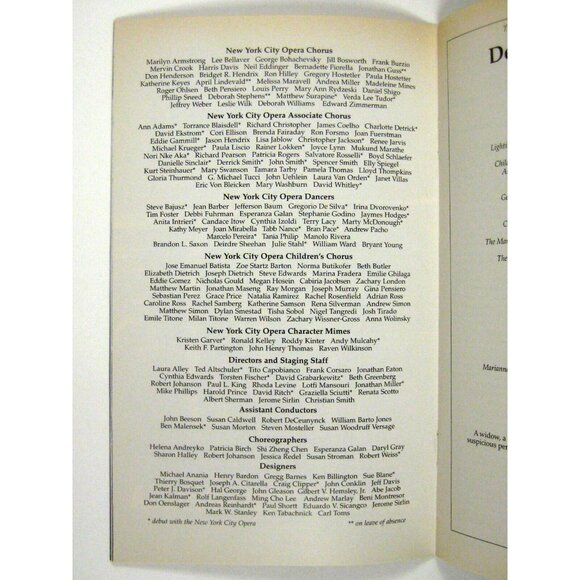 New York City Opera Chorus
Marilyn Armstrong Lee Bellaver George Bohachevsky Jill Bosworth Frank Burzio
Mervin Crook Harris Davis Neil Eddinger Bernadette Fiorella Jonathan Guns**
Don Henderson Bridget R. Hendrix Ron Hilley Gregory Hostetler Paula Hostetter
Katherine Keyes April Lindevald** Melissa Maravell Andrea Miller Madeleine Mines
Roger Ohlsen Beth Pensiero Louis Perry Mary Ann Rydzeski Daniel Shigo
Phillip Sneed Deborah Stephens** Matthew Surapine* Verda Lee Tudor*
Jeffrey Weber Leslie Wilk Deborah Williams Edward Zimmerman
New York City Opera Associate Chorus
Ann Adams* Torrance Blaisdell* Richard Christopher James Coelho Charlotte Detrick*
David Ekstrom* Cori Ellison Brenda Fairaday Ron Forsmo Joan Fuerstman
Eddie Gammill* Jason Hendrix Lisa Jablow Christopher Jackson* Renee Jarvis
Michael Krueger* Paula Liscio Rainer Lokken* Joyce Lynn Mukund Marathe
Nori Nke Aka* Richard Pearson Patricia Rogers Salvatore Rosselli* Boyd Schlaefer
Danielle Sinclair* Derrick Smith* John Smith* Spencer Smith Elly Spiegel
Kurt Steinhauer* Mary Swanson Tamara Tarby Pamela Thomas Lloyd Thompkins
Gloria Thurmond G. Michael Tucci John Uehlein Laura Van Orden* Janet Villas
Eric Von Bleicken Mary Washburn David Whitley*
New York City Opera Dancers
Steve Bajusz* Jean Barber Jefferson Baum Gregorio De Silva* Irina Dvorovenko*
Tim Foster Debbi Fuhrman Esperanza Galan Stephanie Godino Jaymes Hodges*
Anita Intrieri* Candace Itow Cynthia Izoldi Terry Lacy Marty McDonough*
Kathy Meyer Joan Mirabella Tabb Nance* Bran Pace* Andrew Pacho
Marcelo Pereira* Tania Philip Manolo Rivera
Brandon L. Saxon Deirdre Sheehan Julie Stahl* William Ward Bryant Young
New York City Opera Children's Chorus
Jose Emanuel Batista Zoe Startz Barton Norma Butikofer Beth Butler
Elizabeth Dietrich Joseph Dietrich Steve Edwards Marina Fradera Emilie Ghilaga
Eddie Gomez Nicholas Gould Megan Hosein Cabiria Jacobsen Zachary London
Matthew Martin Jonathan Maseng Ray Morgan Joseph Murray Gina Pensiero
Sebastian Perez Grace Price Natalia Ramirez Rachel Rosenfield Adrian Ross
Caroline Ross Rachel Samberg Katherine Samson Rena Silverman Andrew Simon
Matthew Simon Dylan Smestad Tisha Sobol Nigel Tangredi Josh Tirado
Emile Titone Milan Titone Warren Wilson Zachary Wissner-Gross Anna Wolinsky
New York City Opera Character Mimes
Kristen Garver* Ronald Kelley Roddy Kinter Andy Mulcahy*
Keith F. Partington John Henry Thomas Raven Wilkinson
Directors and Staging Staff
Laura Alley Ted Altschuler* Tito Capobianco Frank Corsaro Jonathan Eaton
Cynthia Edwards Torsten Fischer* David Grabarkewitz* Beth Greenberg
Robert Johanson Paul L. King Rhoda Levine Lotfi Mansouri Jonathan Miller*
Mike Phillips Harold Prince David Ritch* Graziella Sciutti* Renata Scotto
Albert Sherman Jerome Sirlin Christian Smith
Assistant Conductors
John Beeson Susan Caldwell Robert DeCeunynck William Barto Jones
Ben Malensek* Susan Morton Steven Mosteller Susan Woodruff Versage
Choreographers
Helena Andreyko Patricia Birch Shi Zheng Chen Esperanza Galan Daryl Gray
Sharon Halley Robert Johanson Jessica Redel Susan Stroman Robert Weiss*
Designers
Michael Anania Henry Bardon Gregg Barnes Ken Billington Sue Blane*
Thierry Bosquet Joseph A. Citarella Craig Clipper* John Conklin Jeff Davis
Peter J. Davison* Hal George John Gleason Gilbert V. Hemsley, Jr. Abe Jacob
Jean Kalman* Rolf Langenfass Ming Cho Lee Andrew Marlay Beni Montresor
Don Oenslager Andreas Reinhardt* Paul Shortt Eduardo V. Sicangco Jerome Sirlin
Mark W. Stanley Ken Tabachnick Carl Toms
* debut with the New York City Opera ** on leave of absence
De
Lighti
Chil
A
G
C
The Ma
The
Marianne
A widow, a
suspicious per